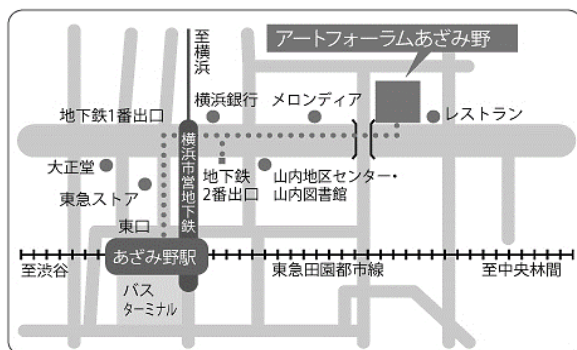 アートフォーラムあざみ野
至横浜
横浜銀行
メロンディア
レストラン
地下鉄1番出口
横浜市営地下鉄
大正堂
地下鉄
2番出口
山内地区センター・
山内図書館
東急ストア
東口
あざみ野駅
至渋谷
東急田園都市線
至中央林間
バス
ターミナル